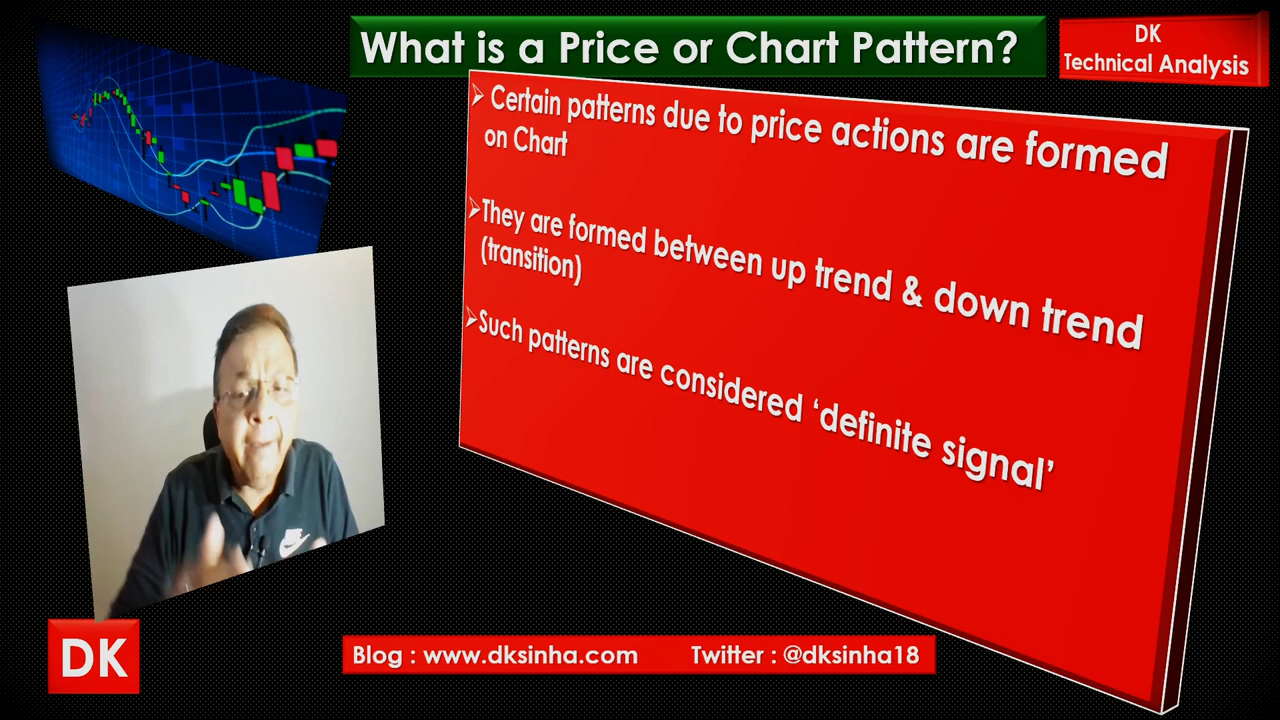 What is a Price or Chart Pattern?
DK
Technical Analysis
➢ Certain patterns due to price actions are formed
on Chart
➢They are formed between up trend & down trend
(transition)
➢Such patterns are considered ‘definite signal’
DK
Blog : www.dksinha.com Twitter : @dksinha18